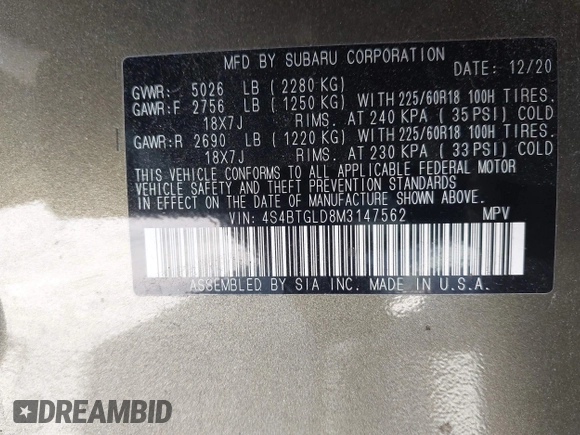 MFD BY SUBARU CORPORATION
DATE: 12/20
GVWR: 5026 LB ( 2280 KG)
GAWR:F 2756 LB ( 1250 KG) WITH 225/60R18 100H TIRES.
18X7J RIMS. AT 240 KPA ( 35 PSI) COLD
GAWR:R 2690 LB ( 1220 KG) WITH 225/60R18 100H TIRES.
18X7J RIMS. AT 230 KPA ( 33 PSI) COLD
THIS VEHICLE CONFORMS TO ALL APPLICABLE FEDERAL MOTOR
VEHICLE SAFETY AND THEFT PREVENTION STANDARDS
IN EFFECT ON THE DATE OF MANUFACTURE SHOWN ABOVE.
VIN: 4S4BTGLD8M3147562 MPV
ASSEMBLED BY SIA INC. MADE IN U.S.A.
DREAMBID